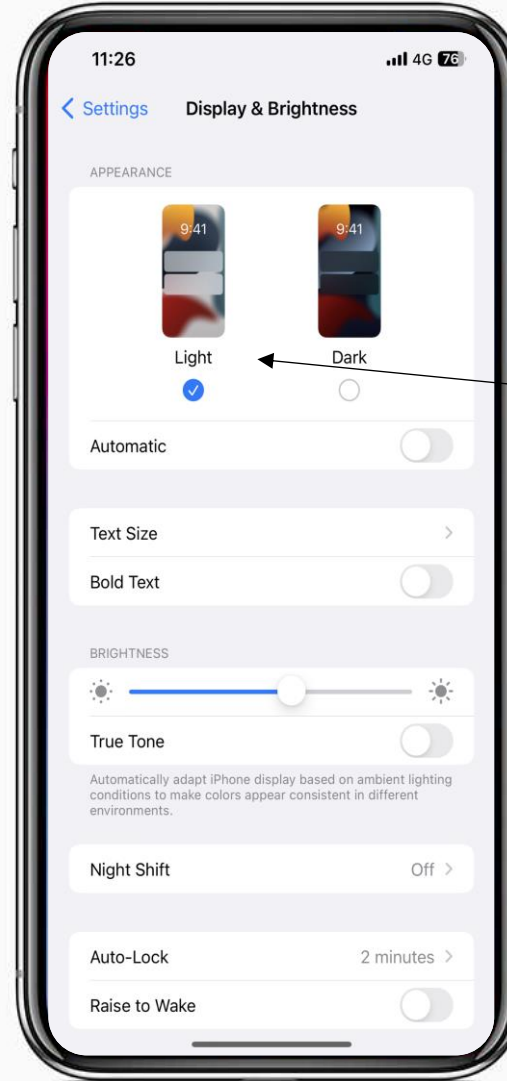 11:26 4G 76
Settings Display & Brightness
APPEARANCE
9:41 9:41
Light Dark
Automatic
Text Size
Bold Text
BRIGHTNESS
True Tone
Automatically adapt iPhone display based on ambient lighting
conditions to make colors appear consistent in different
environments.
Night Shift Off
Auto-Lock 2 minutes
Raise to Wake